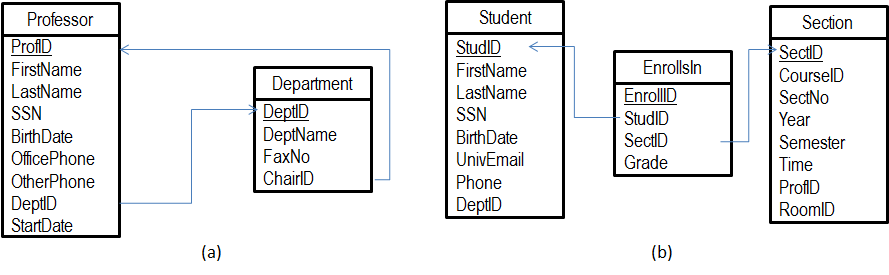 Professor
ProfID
FirstName
LastName
SSN
BirthDate
OfficePhone
OtherPhone
DeptID
StartDate
Department
DeptID
DeptName
FaxNo
ChairID
(a)
Student
StudID
FirstName
LastName
SSN
BirthDate
UnivEmail
Phone
DeptID
EnrollsIn
EnrollID
StudID
SectID
Grade
Section
SectID
CourseID
SectNo
Year
Semester
Time
ProfID
RoomID
(b)